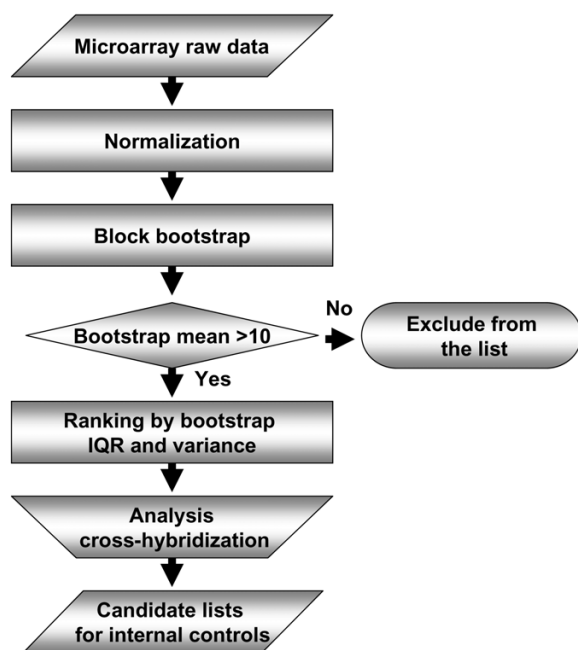 Microarray raw data
Normalization
Block bootstrap
Bootstrap mean >10
No
Exclude from
the list
Yes
Ranking by bootstrap
IQR and variance
Analysis
cross-hybridization
Candidate lists
for internal controls